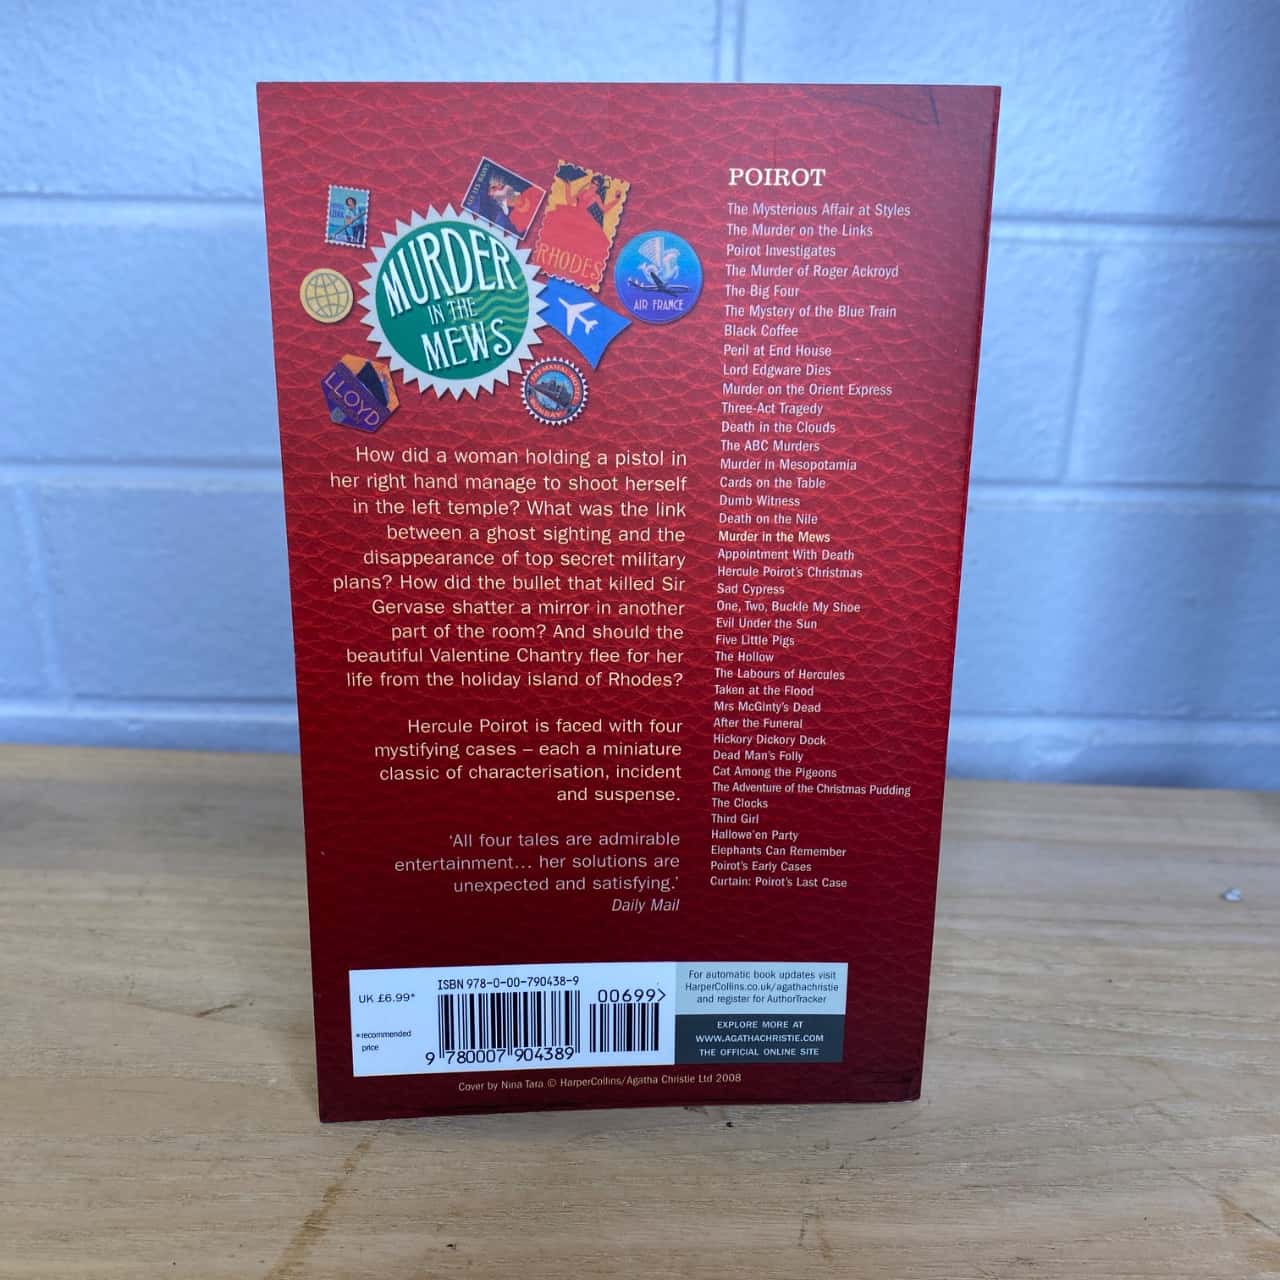 MURDER
IN THE
MEWS
RHODES
AIR FRANCE
LLOYD
How did a woman holding a pistol in
her right hand manage to shoot herself
in the left temple? What was the link
between a ghost sighting and the
disappearance of top secret military
plans? How did the bullet that killed Sir
Gervase shatter a mirror in another
part of the room? And should the
beautiful Valentine Chantry flee for her
life from the holiday island of Rhodes?
Hercule Poirot is faced with four
mystifying cases – each a miniature
classic of characterisation, incident
and suspense.
‘All four tales are admirable
entertainment... her solutions are
unexpected and satisfying.’
Daily Mail
POIROT
The Mysterious Affair at Styles
The Murder on the Links
Poirot Investigates
The Murder of Roger Ackroyd
The Big Four
The Mystery of the Blue Train
Black Coffee
Peril at End House
Lord Edgware Dies
Murder on the Orient Express
Three-Act Tragedy
Death in the Clouds
The ABC Murders
Murder in Mesopotamia
Cards on the Table
Dumb Witness
Death on the Nile
Murder in the Mews
Appointment With Death
Hercule Poirot's Christmas
Sad Cypress
One, Two, Buckle My Shoe
Evil Under the Sun
Five Little Pigs
The Hollow
The Labours of Hercules
Taken at the Flood
Mrs McGinty's Dead
After the Funeral
Hickory Dickory Dock
Dead Man's Folly
Cat Among the Pigeons
The Adventure of the Christmas Pudding
The Clocks
Third Girl
Hallowe'en Party
Elephants Can Remember
Poirot's Early Cases
Curtain: Poirot's Last Case
UK £6.99*
*recommended
price
ISBN 978-0-00-790438-9
00699>
9 780007 904389
For automatic book updates visit
HarperCollins.co.uk/agathachristie
and register for AuthorTracker
EXPLORE MORE AT
WWW.AGATHACHRISTIE.COM
THE OFFICIAL ONLINE SITE
Cover by Nina Tara © HarperCollins/Agatha Christie Ltd 2008